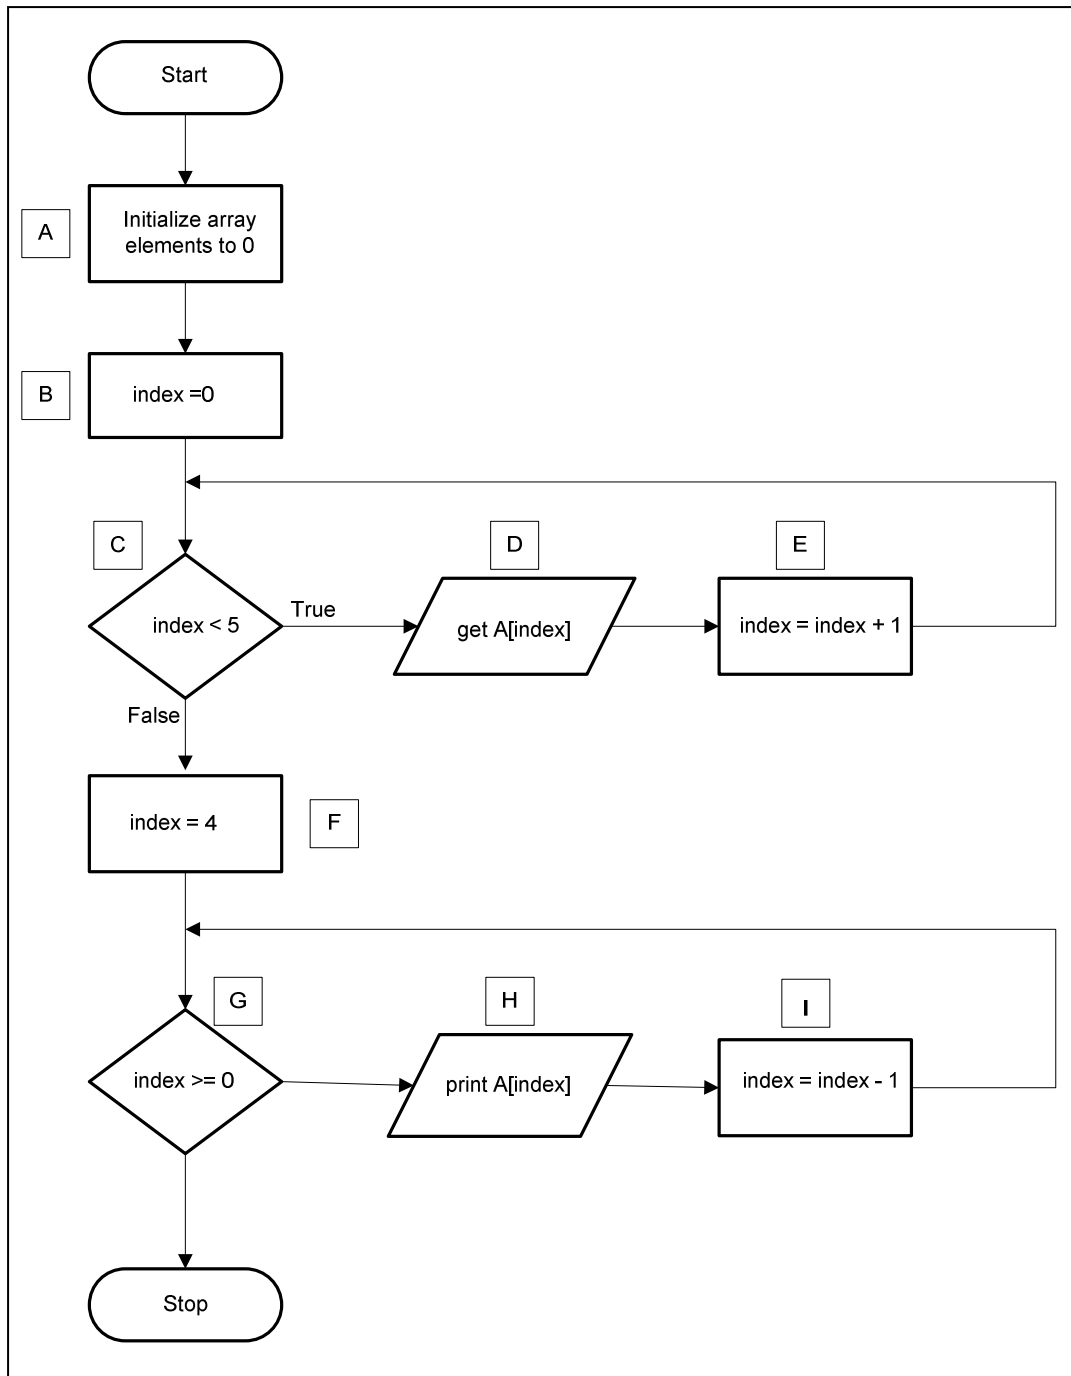 Start
A
Initialize array
elements to 0
B
index =0
C
D
E
index < 5
True
get A[index]
index = index + 1
False
index = 4
F
G
H
I
index >= 0
print A[index]
index = index - 1
Stop